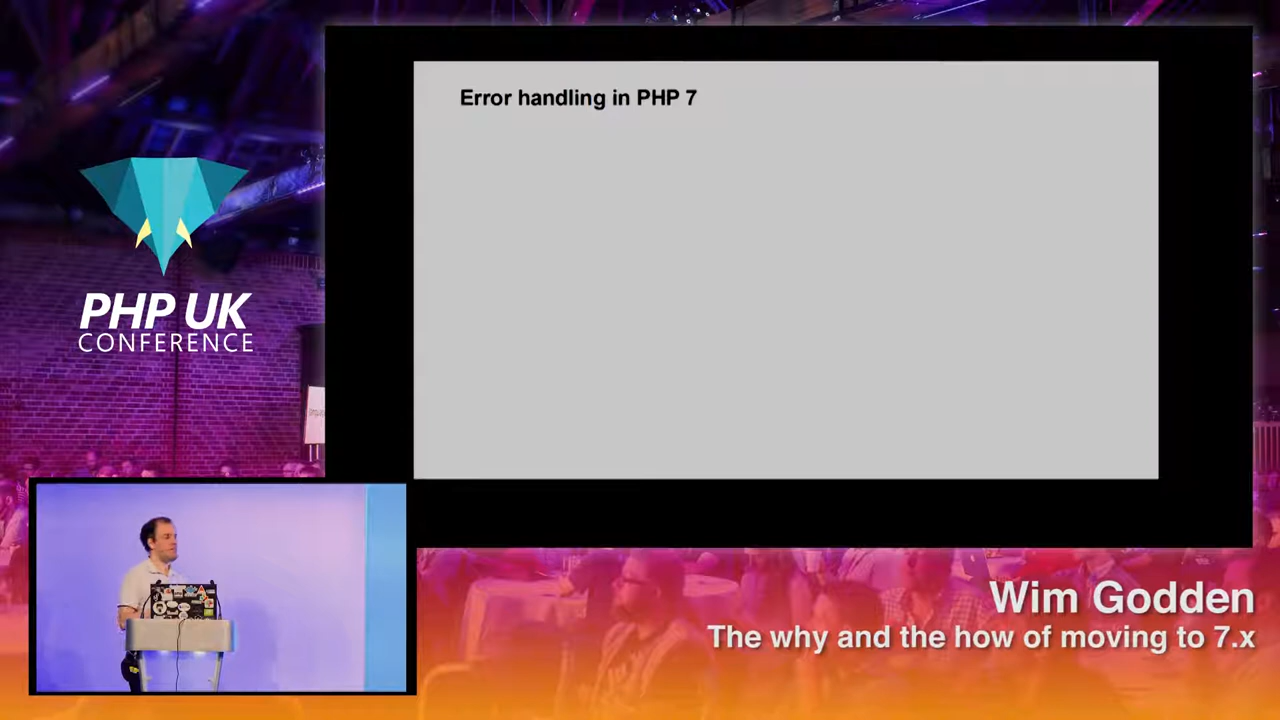 Error handling in PHP 7
PHP UK
CONFERENCE
Wim Godden
The why and the how of moving to 7.x